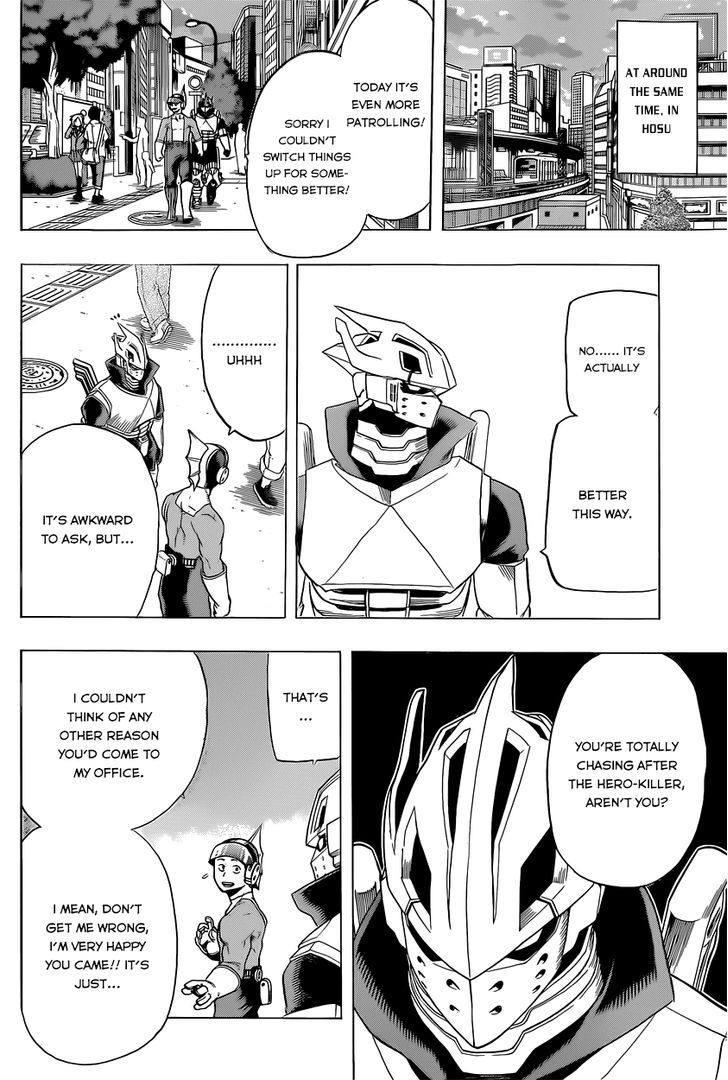 AT AROUND
THE SAME
TIME, IN
HOSU
TODAY IT'S
EVEN MORE
PATROLLING!
SORRY I
COULDN'T
SWITCH THINGS
UP FOR SOME-
THING BETTER!
NO...... IT'S
ACTUALLY
BETTER
THIS WAY.
..............
UHHH
IT'S AWKWARD
TO ASK, BUT...
YOU'RE TOTALLY
CHASING AFTER
THE HERO-KILLER,
AREN'T YOU?
THAT'S
...
I COULDN'T
THINK OF ANY
OTHER REASON
YOU'D COME TO
MY OFFICE.
I MEAN, DON'T
GET ME WRONG,
I'M VERY HAPPY
YOU CAME!! IT'S
JUST...